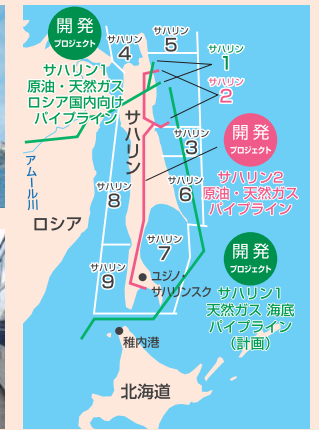 開発
プロジェクト
サハリン1
原油・天然ガス
ロシア国内向け
パイプライン
サハリン
4
サハリン
5
サハリン
1
サハリン
2
サハリン
開発
プロジェクト
サハリン2
原油・天然ガス
パイプライン
サハリン
3
サハリン
6
アムール川
サハリン
8
ロシア
サハリン
7
サハリン
9
ユジノ・
サハリンスク
開発
プロジェクト
サハリン1
天然ガス 海底
パイプライン
(計画)
稚内港
北海道